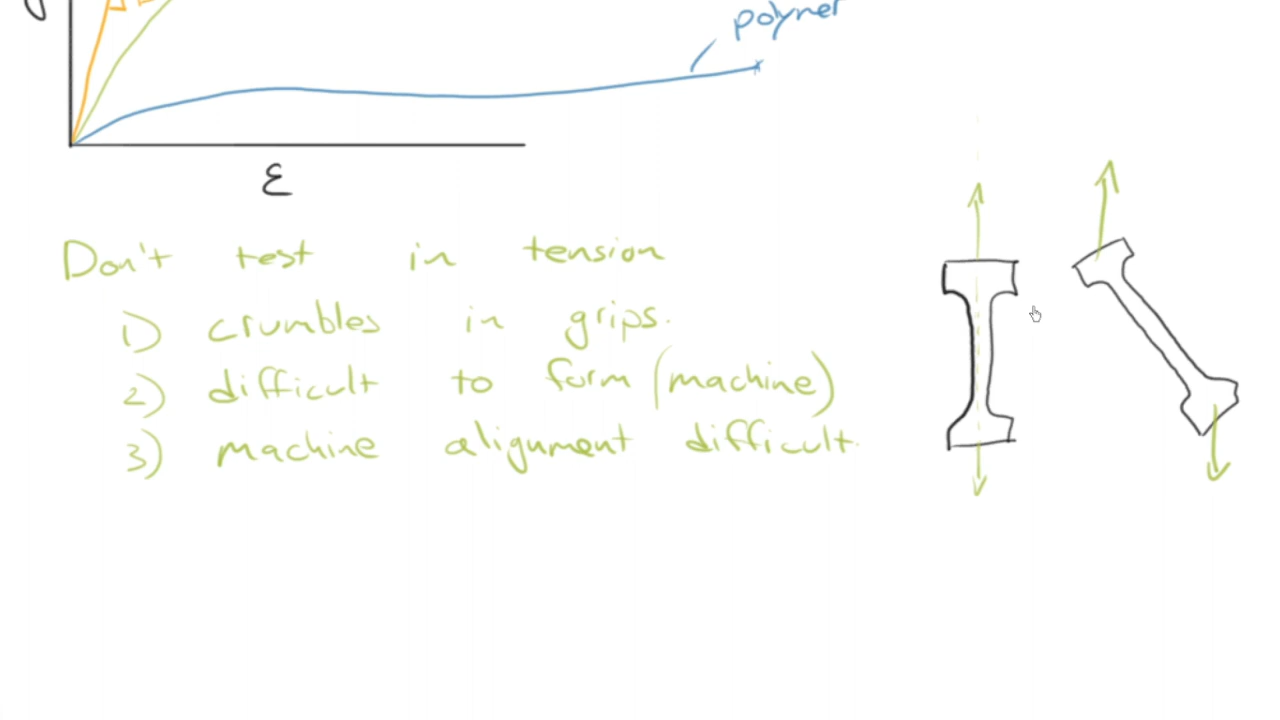 polymer
ε
Don't test in tension
1) crumbles in grips.
2) difficult to form (machine)
3) machine alignment difficult.